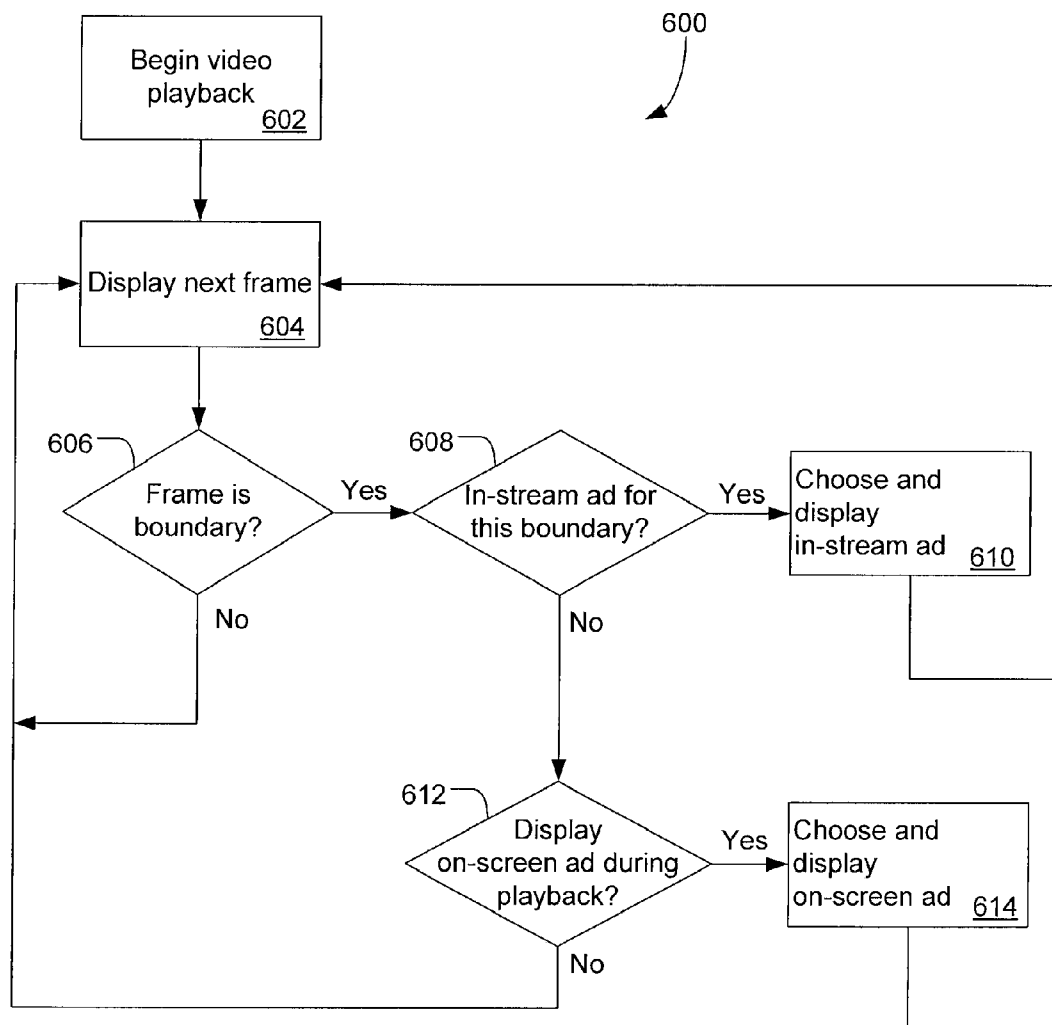 600
Begin video
playback
602
Display next frame
604
606
Frame is
boundary?
Yes
No
608
In-stream ad for
this boundary?
Yes
No
Choose and
display
in-stream ad
610
612
Display
on-screen ad during
playback?
Yes
No
Choose and
display
on-screen ad
614